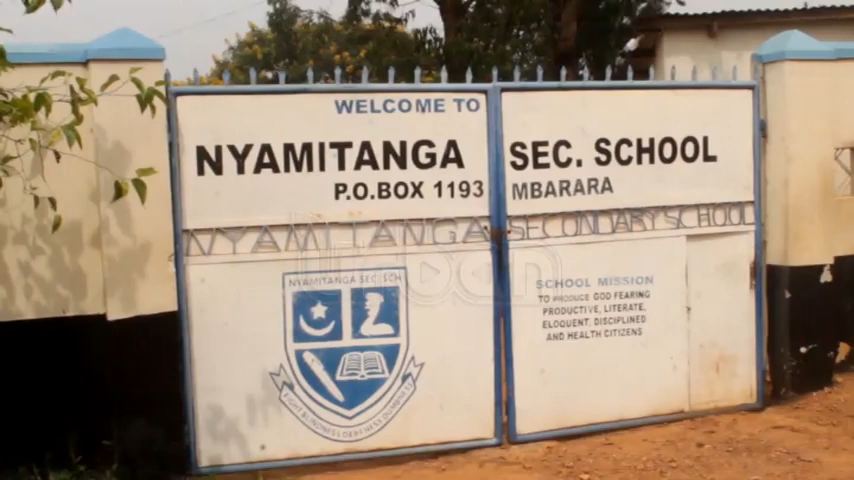 WELCOME TO
NYAMITANGA SEC. SCHOOL
P.O.BOX 1193 MBARARA
NYAMITANGA SECONDARY SCHOOL
NYAMITANGA SEC. SCH
SCHOOL MISSION
TO PRODUCE GOD FEARING
PRODUCTIVE, LITERATE,
ELOQUENT, DISCIPLINED
AND HEALTH CITIZENS